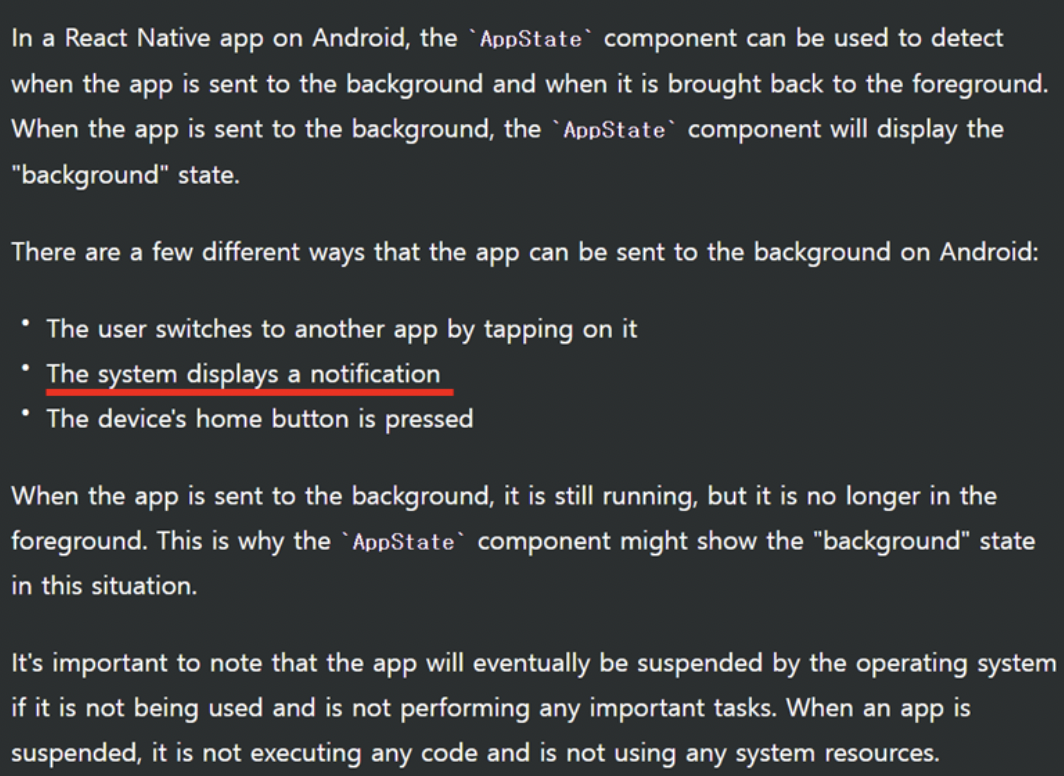 In a React Native app on Android, the `AppState` component can be used to detect
when the app is sent to the background and when it is brought back to the foreground.
When the app is sent to the background, the `AppState` component will display the
"background" state.
There are a few different ways that the app can be sent to the background on Android:
• The user switches to another app by tapping on it
• The system displays a notification
• The device's home button is pressed
When the app is sent to the background, it is still running, but it is no longer in the
foreground. This is why the `AppState` component might show the "background" state
in this situation.
It's important to note that the app will eventually be suspended by the operating system
if it is not being used and is not performing any important tasks. When an app is
suspended, it is not executing any code and is not using any system resources.